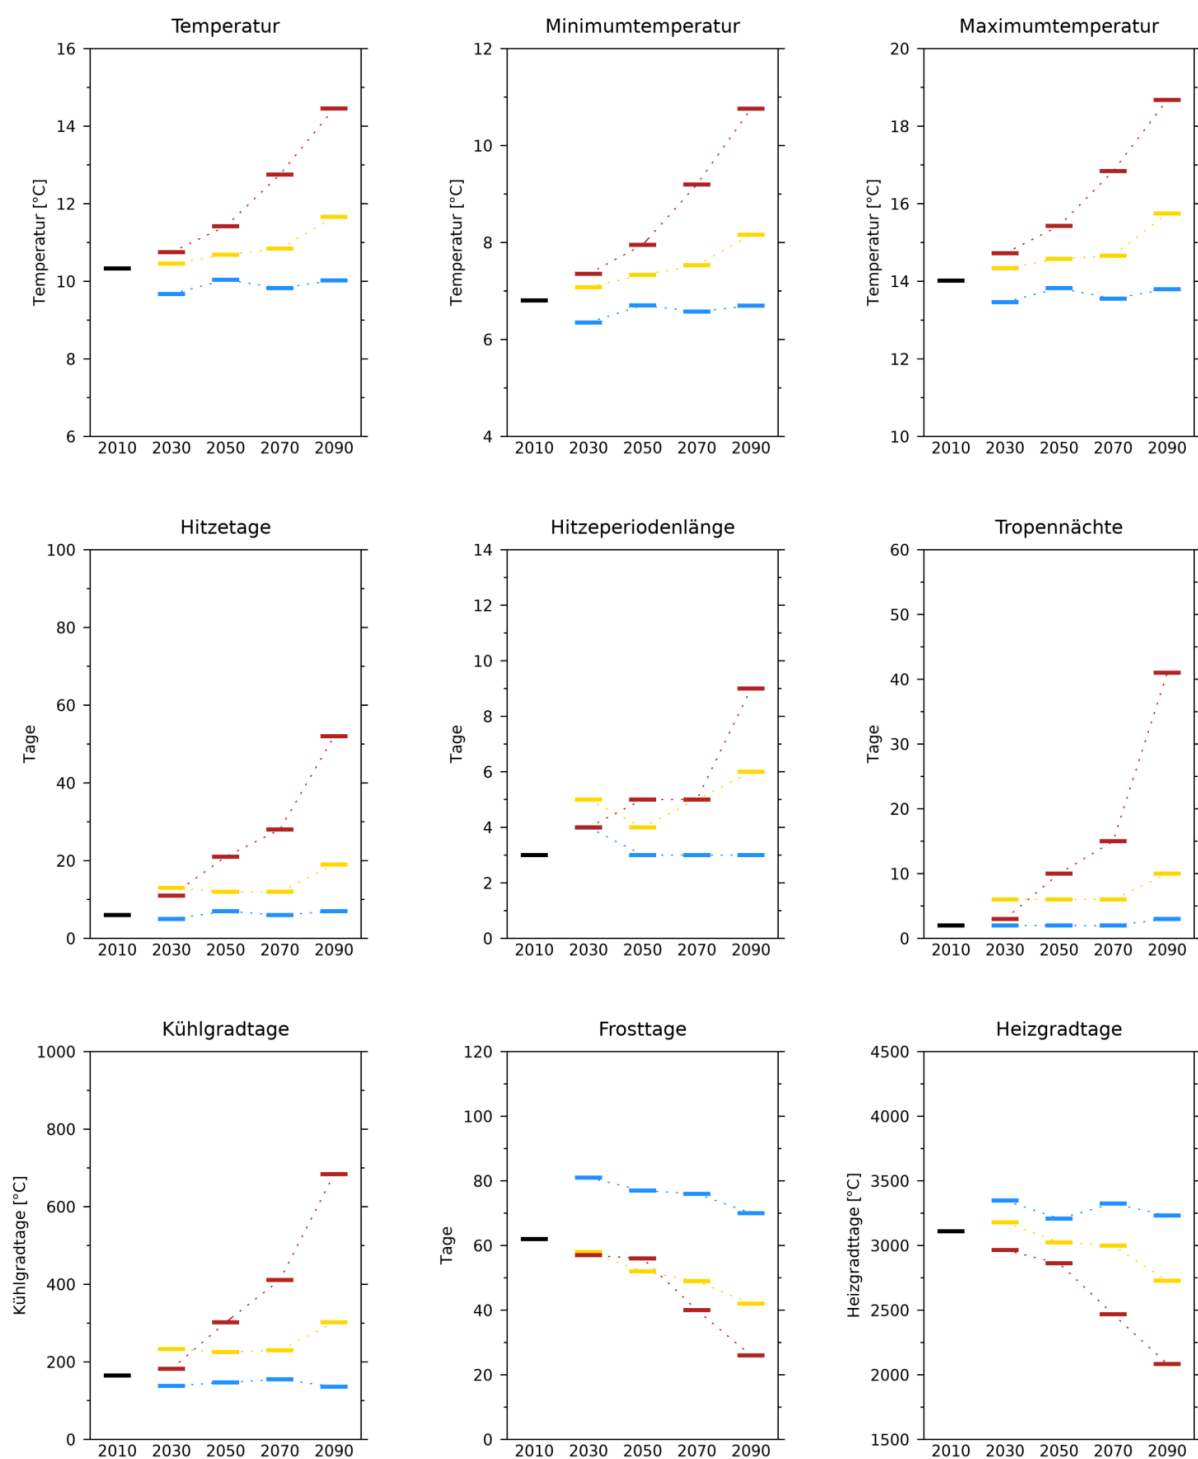 Temperatur
Temperatur [°C]
16
14
12
10
8
6
2010 2030 2050 2070 2090
Minimumtemperatur
Temperatur [°C]
12
10
8
6
4
2010 2030 2050 2070 2090
Maximumtemperatur
Temperatur [°C]
20
18
16
14
12
10
2010 2030 2050 2070 2090
Hitzetage
Tage
100
80
60
40
20
0
2010 2030 2050 2070 2090
Hitzeperiodenlänge
Tage
14
12
10
8
6
4
2
0
2010 2030 2050 2070 2090
Tropennächte
Tage
60
50
40
30
20
10
0
2010 2030 2050 2070 2090
Kühlgradtage
Kühlgradtage [°C]
1000
800
600
400
200
0
2010 2030 2050 2070 2090
Frosttage
Tage
120
100
80
60
40
20
0
2010 2030 2050 2070 2090
Heizgradtage
Heizgradttage [°C]
4500
4000
3500
3000
2500
2000
1500
2010 2030 2050 2070 2090